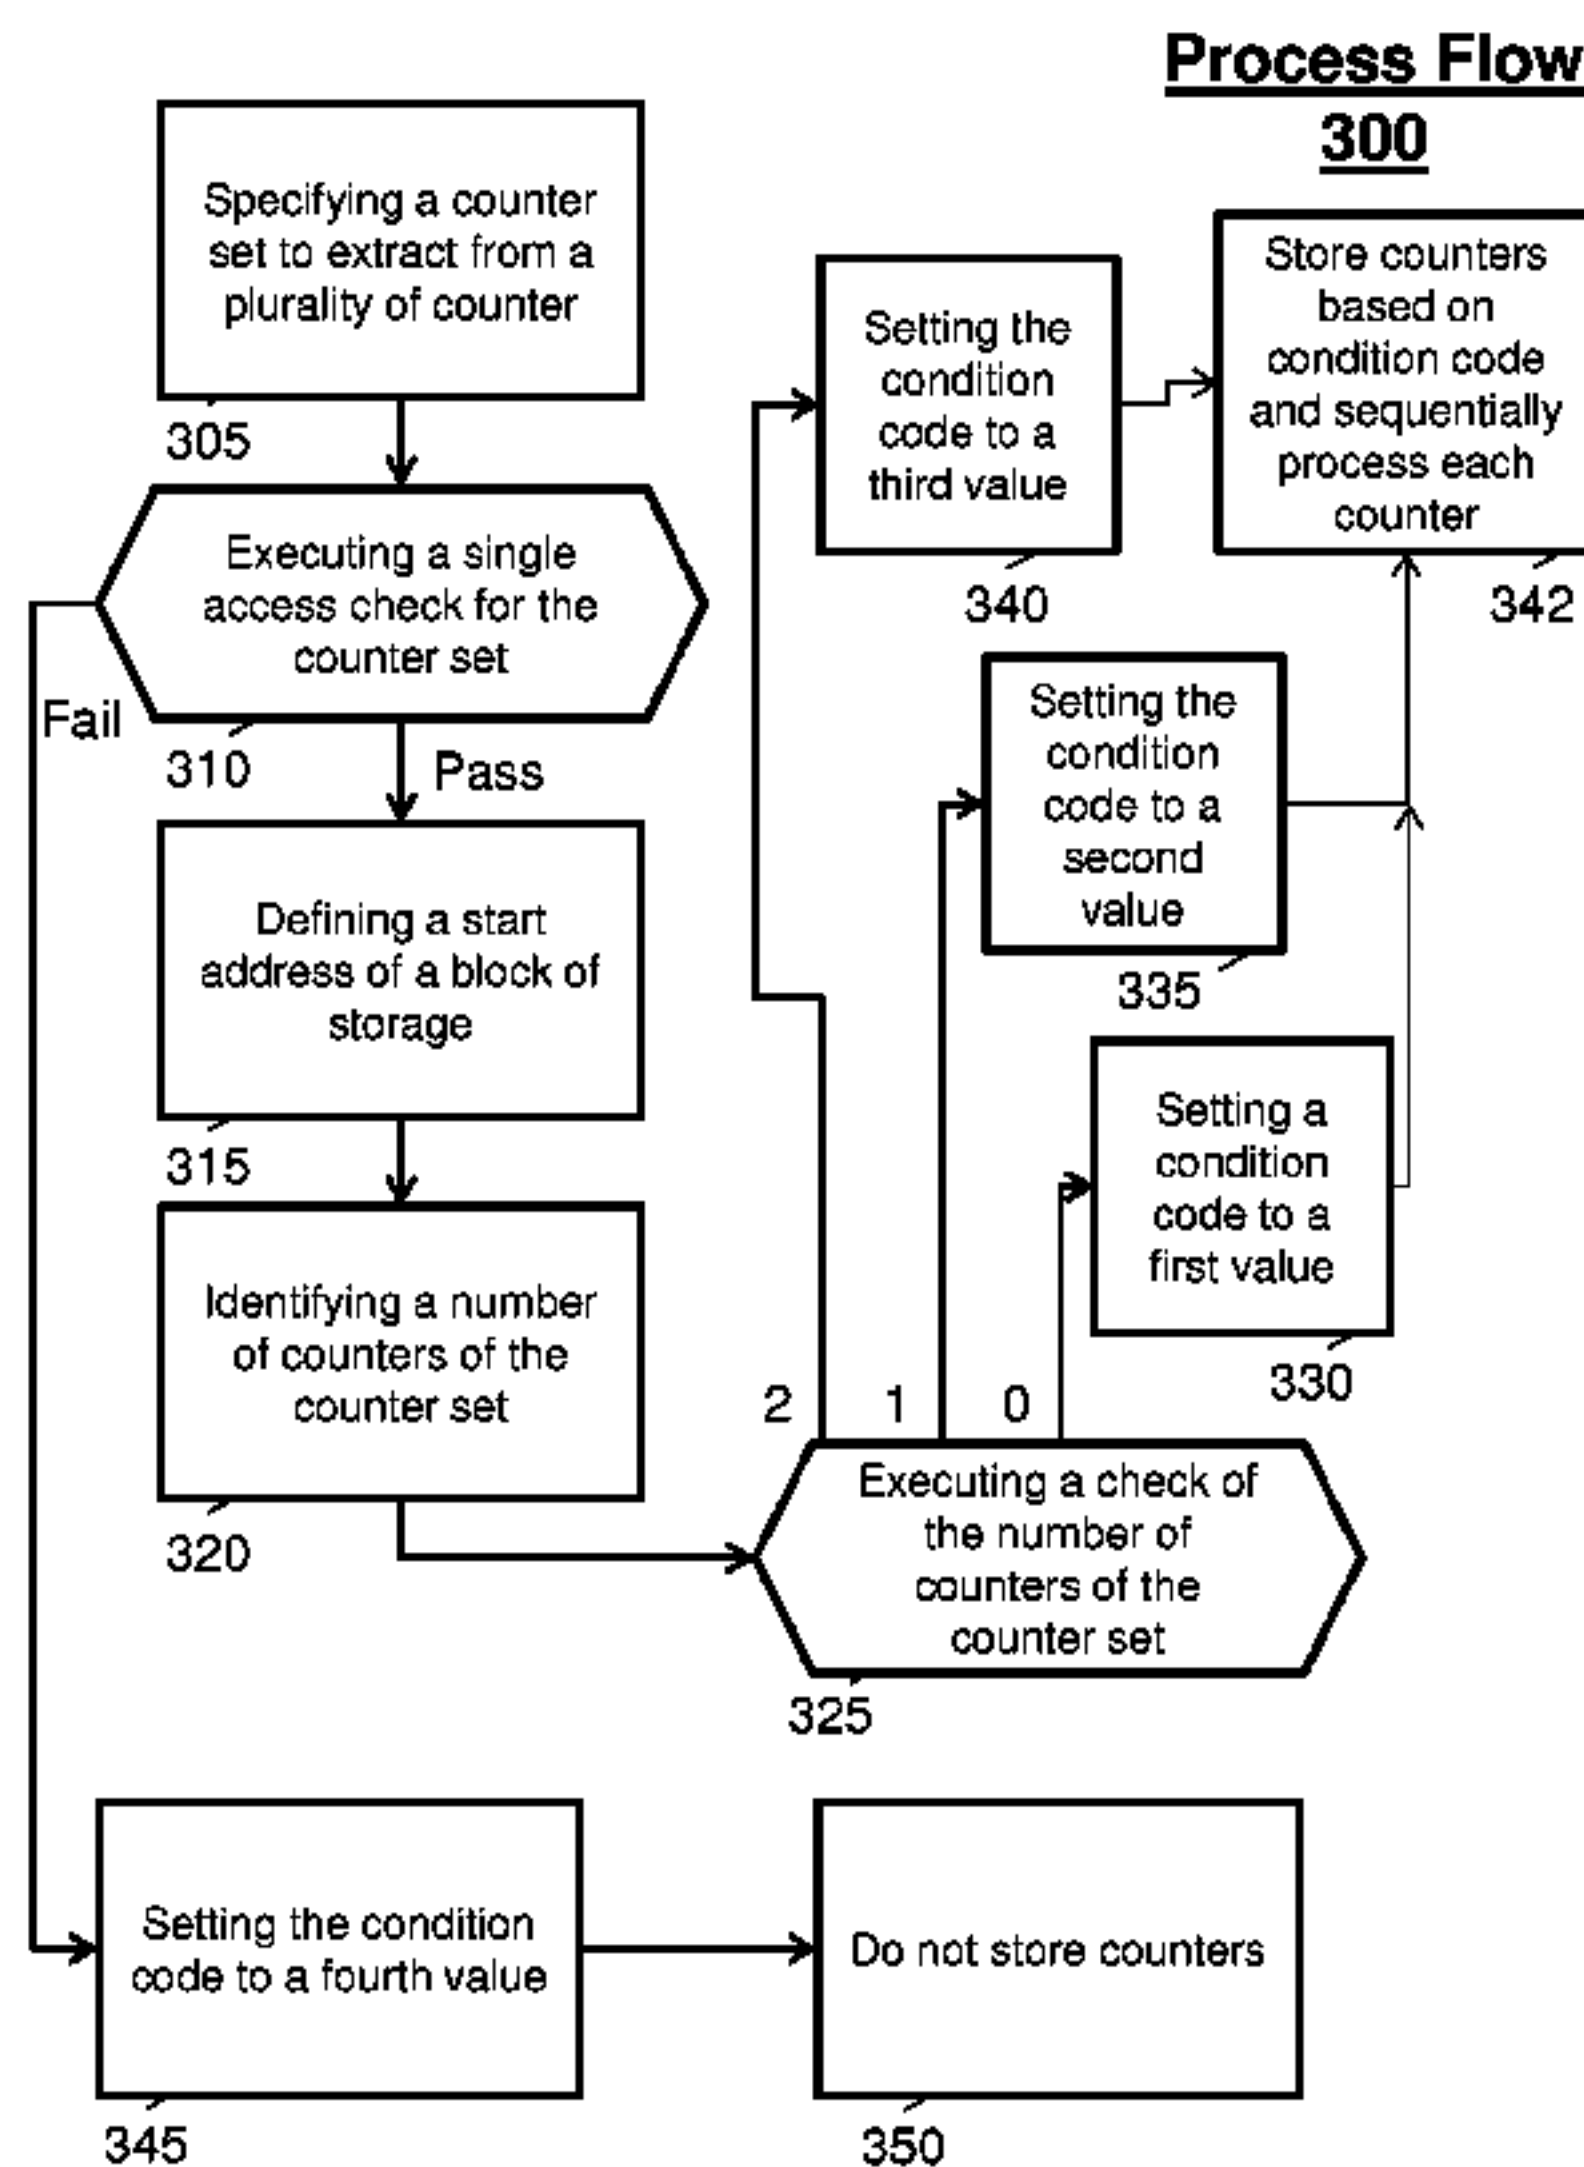 Process Flow
300
Specifying a counter
set to extract from a
plurality of counter
305
Executing a single
access check for the
counter set
Fail
310
Pass
Defining a start
address of a block of
storage
315
Identifying a number
of counters of the
counter set
320
Setting the
condition
code to a
third value
340
Store counters
based on
condition code
and sequentially
process each
counter
342
Setting the
condition
code to a
second
value
335
Setting a
condition
code to a
first value
330
2
1
0
Executing a check of
the number of
counters of the
counter set
325
Setting the condition
code to a fourth value
345
Do not store counters
350